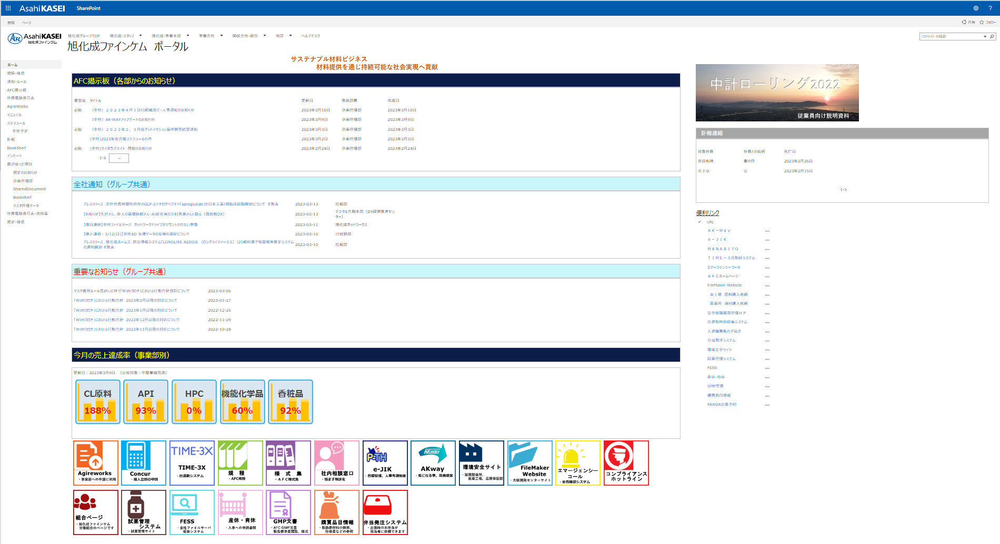 AsahiKASEI SharePoint
参照 ページ
共有 フォロー
AFC AsahiKASEI
旭化成ファインケム
旭化成グループTOP 旭化成-スタッフ 旭化成-事業本部 事業会社 関係会社・組合 地区 ヘルプデスク
旭化成ファインケム ポータル
このサイト の検索
ホーム
規程・様式
通知・ルール
AFC掲示板
社員電話番号表
AgileWorks
マニュアル
スケジュール
全社予定
訃報
BookShelf
アンケート
最近使った項目
規定のお知らせ
企画管理部
SharedDocument
Bookshelf
マスタ管理データ
社員電話番号表-改修案
規定-様式
サステナブル材料ビジネス
材料提供を通じ持続可能な社会実現へ貢献
AFC掲示板（各部からのお知らせ）
重要度 タイトル 更新日 発信部署 作成日
必読 （全社）２０２３年４月１日付組織改正・人事通知のお知らせ 2023年3月10日 企画管理部 2023年3月10日
（全社）AK-WAYアップデートのお知らせ 2023年3月9日 企画管理部 2023年3月9日
必読 （全社）２０２３年２，３月度グッドアクション案件審査結果通知 2023年3月3日 企画管理部 2023年3月3日
(全社)2023年度会議スケジュールの件 2023年3月2日 企画管理部 2023年3月3日
必読 (全社)サイボウズサイト 閉鎖のお知らせ 2023年2月24日 企画管理部 2023年2月24日
1-5 →
全社通知（グループ共通）
プレスリリース 次世代長時間作用型のGLP-2アナログペプチド「apraglutide」の日本人第I相臨床試験開始について を発表 2023-03-13 広報部
【お知らせ】久世さん、俳人の高橋睦郎さん・AI研究者の川村秀憲さんと語る（週放創DX） 2023-03-13 デジタル共創本部（DX経営推進センター）
【復旧連絡】全社ファイルサーバ ネットワークドライブがマウントされない事象 2023-03-11 旭化成ネットワークス
【停止連絡：3/12(日)】全社AD 各種データの反映の遅延について 2023-03-10 IT統括部
プレスリリース 旭化成ホームズ、防災情報システム「LONGLIFE AEDGiS （ロングライフイージス）」21都府県で地震被害推定システムの運用開始 を発表 2023-03-10 広報部
重要なお知らせ（グループ共通）
マスク着用ルール見直しに伴う「Withコロナ」における行動方針改訂について 2023-03-06
「Withコロナ」における行動方針 2023年2月以降の対応について 2023-01-27
「Withコロナ」における行動方針 2023年1月以降の対応について 2022-12-26
「Withコロナ」における行動方針 2022年12月以降の対応について 2022-11-29
「Withコロナ」における行動方針 2022年11月以降の対応について 2022-10-28
今月の売上達成率（事業部別）
更新日：2023年3月9日 （比較対象：中間業績見通）
CL原料 API HPC 機能化学品 香粧品
188% 93% 0% 60% 92%
Agireworks
・事業部への申請に利用
Concur
・個人立替の申請
TIME-3X
TIME-3X
・出退勤システム
規 程
・AFC規程
様 式 集
・ＡＦＣ様式集
社内相談窓口
・悩まず相談を
P-TH
e-JIK
・目標管理、人事考課制度
AKway
AKway
・気になる事、改善提案
環境安全サイト
・延岡製造所、
医薬工場、品質保証部
FileMaker
Website
・大阪開発センターサイト
エマージェンシー
コール
・安否確認システム
コンプライアンス
ホットライン
組合ページ
・旭化成ファインケム
労働組合のページです
試薬管理
システム
・試薬管理サイト
FESS
・全社ファイルサーバ
検索システム
産休・育休
・人事への申請書類
GMP文書
・AFC GMP文書
製品標準書閲覧、様式
購買品目情報
・取扱原材料の検索、
仕様書などの参照
弁当発注システム
・出張時のお弁当が
担当者に依頼できます
中計ローリング2022
従業員向け説明資料
訃報連絡
対象社員 社員との続柄 死亡日
古田和博 妻の母 2023年2月26日
川上卓 父 2023年2月15日
1-5
便利リンク
URL
ＡＫ－Ｗａｙ
ｅ－ＪＩＫ
ＭＡＮＡＢＩＴＯ
ＴＩＭＥ－３出勤証システム
エマージェンシーコール
ＡＦＣホームページ
FileMaker Website
東工場 原料購入依頼
医薬用 消材購入依頼
安全保障貿易管理ＨＰ
出退勤時刻収集システム
入退職異動の手続き
弁当発注システム
環境安全サイト
試薬管理システム
FESS
産休・育休
GMP文書
購買品目情報
PANDA出張予約